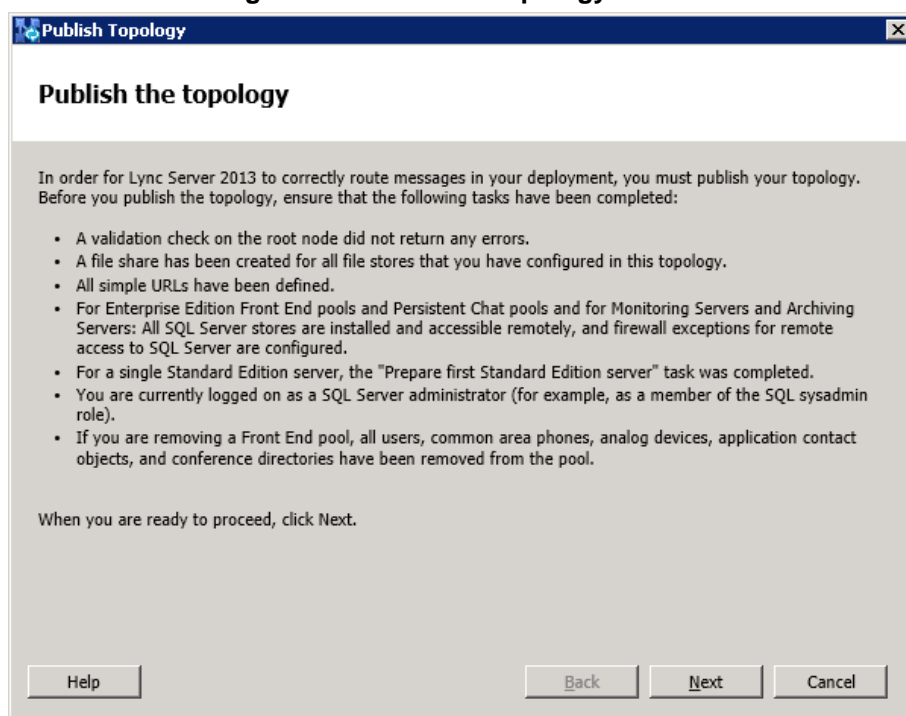 Publish Topology
Publish the topology
In order for Lync Server 2013 to correctly route messages in your deployment, you must publish your topology.
Before you publish the topology, ensure that the following tasks have been completed:
• A validation check on the root node did not return any errors.
• A file share has been created for all file stores that you have configured in this topology.
• All simple URLs have been defined.
• For Enterprise Edition Front End pools and Persistent Chat pools and for Monitoring Servers and Archiving
Servers: All SQL Server stores are installed and accessible remotely, and firewall exceptions for remote
access to SQL Server are configured.
• For a single Standard Edition server, the "Prepare first Standard Edition server" task was completed.
• You are currently logged on as a SQL Server administrator (for example, as a member of the SQL sysadmin
role).
• If you are removing a Front End pool, all users, common area phones, analog devices, application contact
objects, and conference directories have been removed from the pool.
When you are ready to proceed, click Next.
Help Back Next Cancel